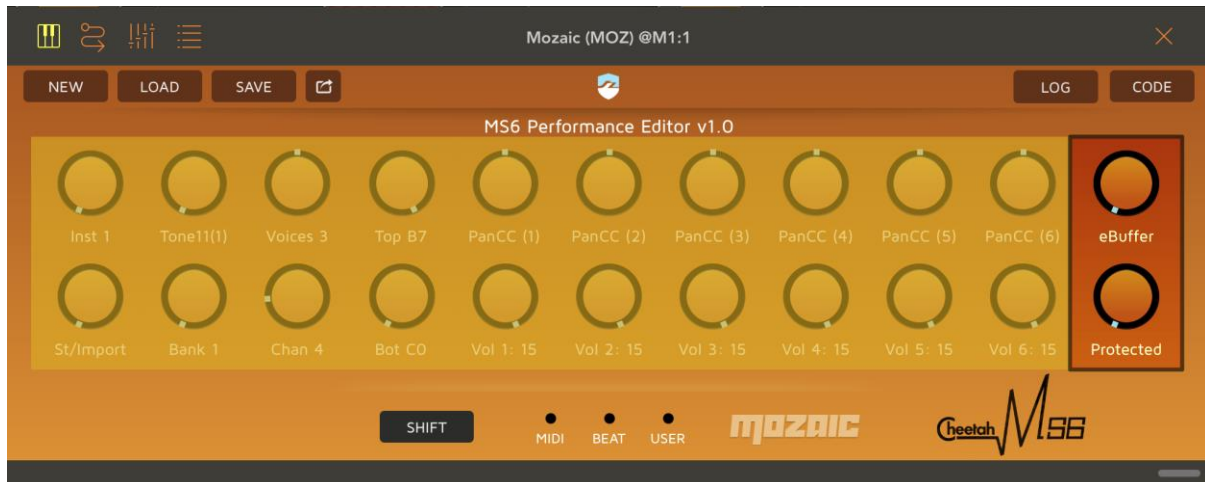 Mozaic (MOZ) @M1:1
NEW LOAD SAVE LOG CODE
MS6 Performance Editor v1.0
Inst 1 Tone11(1) Voices 3 Top B7 PanCC (1) PanCC (2) PanCC (3) PanCC (4) PanCC (5) PanCC (6) eBuffer
St/Import Bank 1 Chan 4 Bot C0 Vol 1: 15 Vol 2: 15 Vol 3: 15 Vol 4: 15 Vol 5: 15 Vol 6: 15 Protected
SHIFT MIDI BEAT USER MOZAIC Cheetah MS6